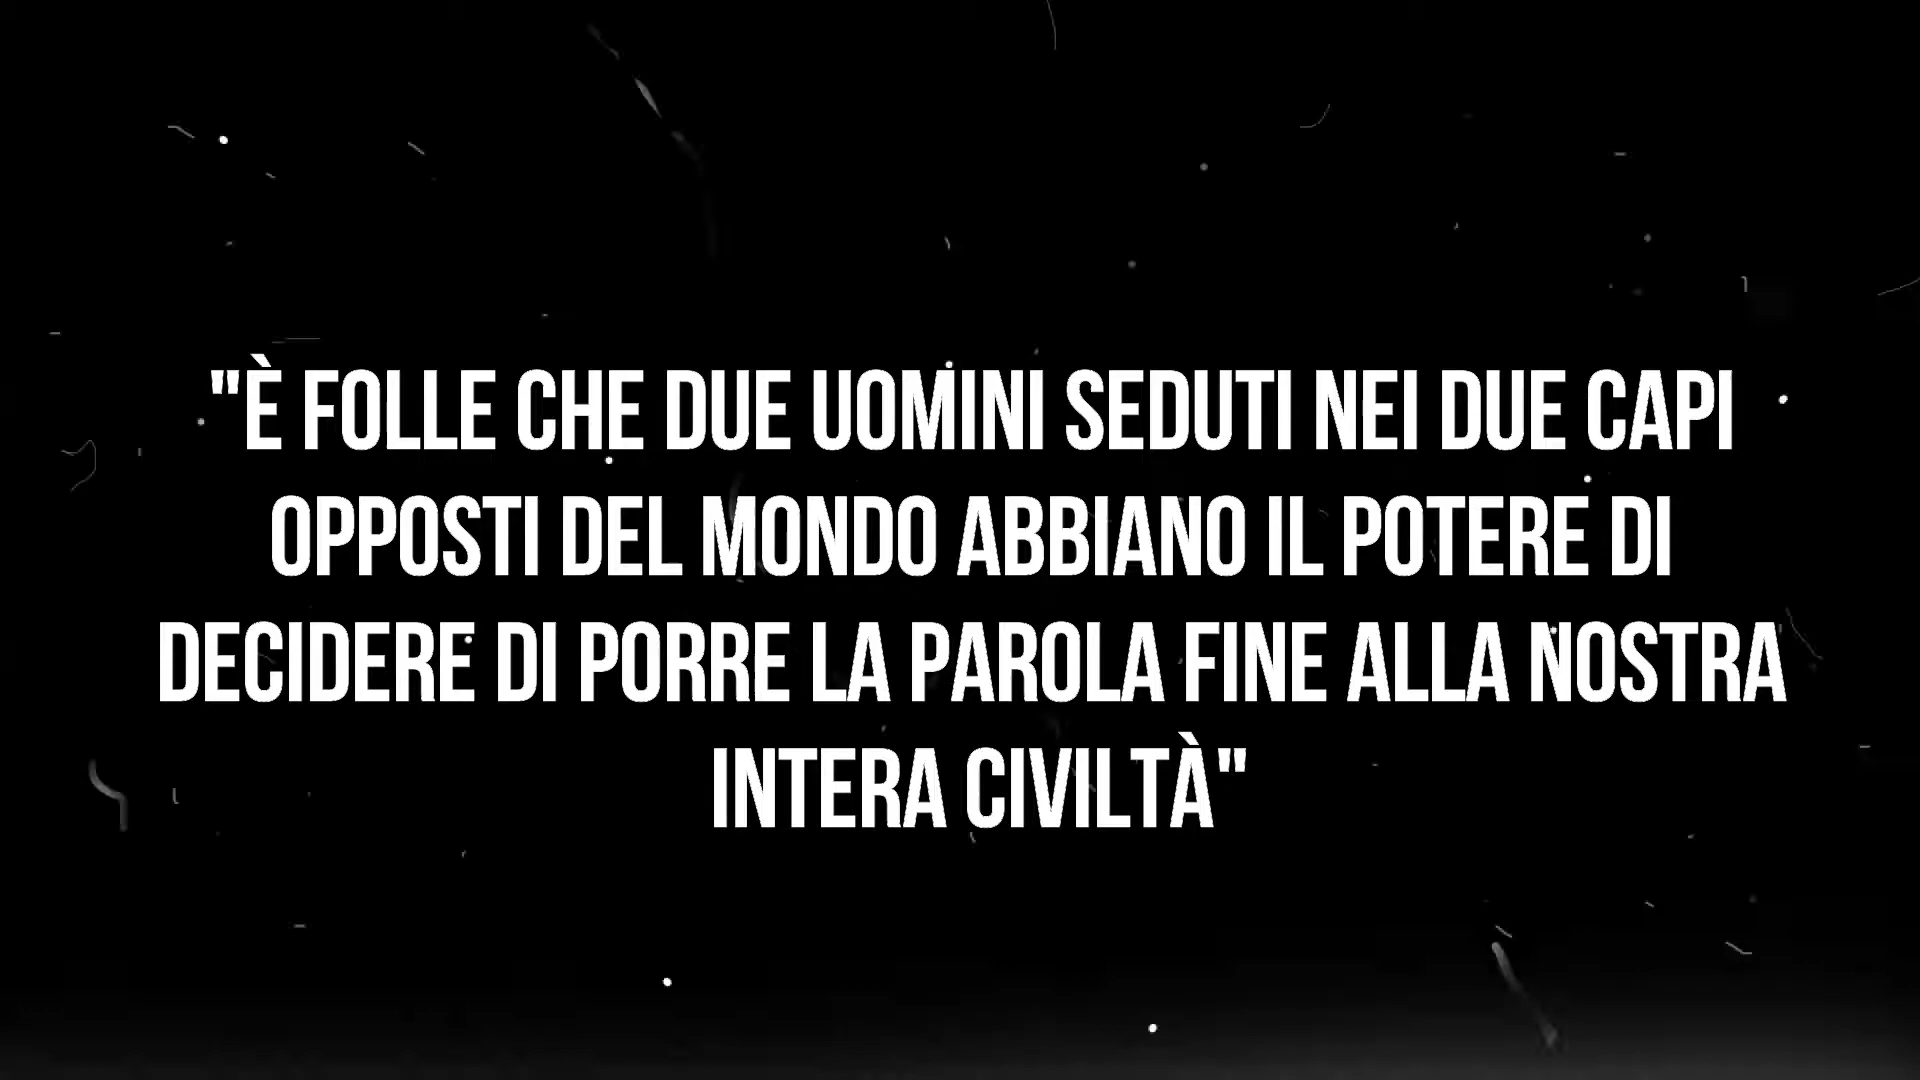 "È FOLLE CHE DUE UOMINI SEDUTI NEI DUE CAPI
OPPOSTI DEL MONDO ABBIANO IL POTERE DI
DECIDERE DI PORRE LA PAROLA FINE ALLA NOSTRA
INTERA CIVILTÀ"